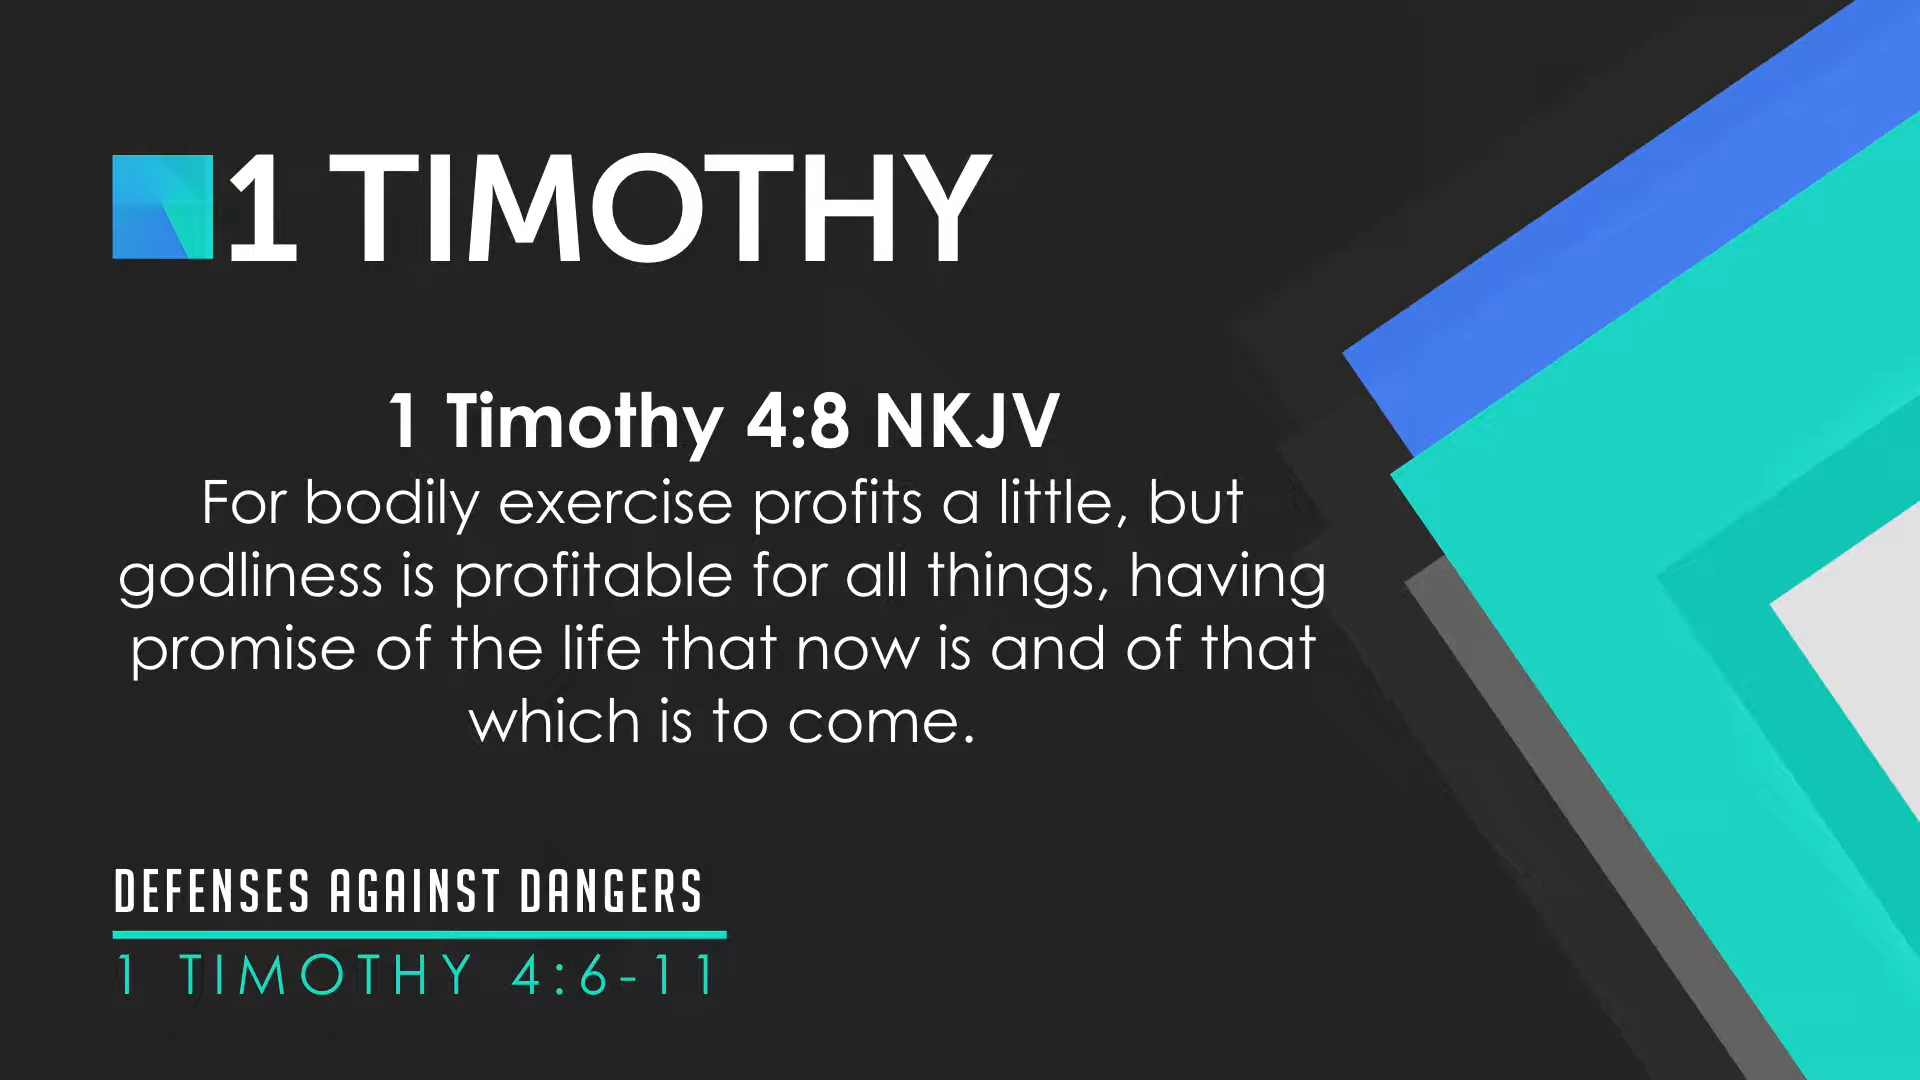 1 TIMOTHY
1 Timothy 4:8 NKJV
For bodily exercise profits a little, but
godliness is profitable for all things, having
promise of the life that now is and of that
which is to come.
DEFENSES AGAINST DANGERS
1 TIMOTHY 4:6-11